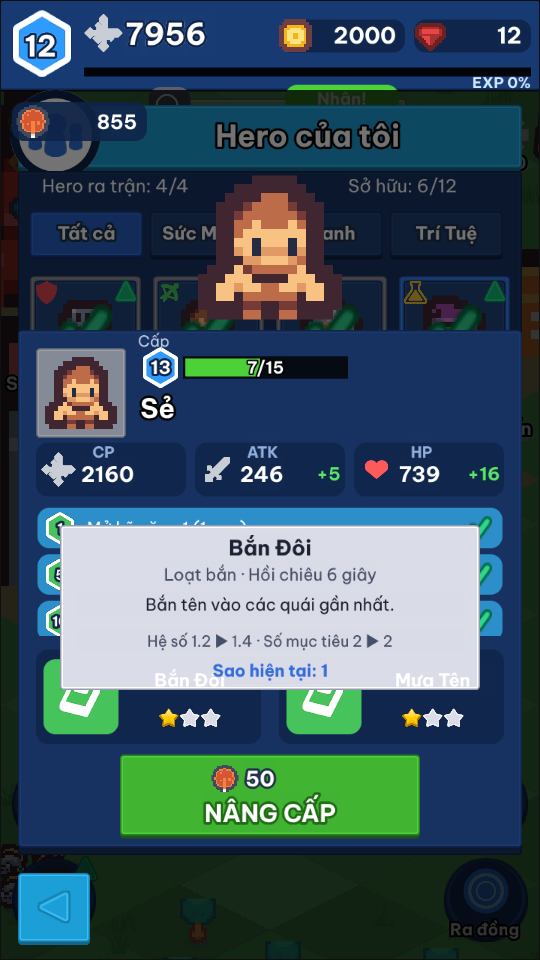 12
7956
2000
12
EXP 0%
Nhận!
855
Hero của tôi
Hero ra trận: 4/4
Sở hữu: 6/12
Tất cả
Sức M
anh
Trí Tuệ
Cấp
13
7/15
Sẻ
CP
2160
ATK
246
+5
HP
739
+16
Bắn Đôi
Loạt bắn · Hồi chiêu 6 giây
Bắn tên vào các quái gần nhất.
Hệ số 1.2 ▶ 1.4 · Số mục tiêu 2 ▶ 2
Sao hiện tại: 1
Bắn Đôi
Mưa Tên
50
NÂNG CẤP
Ra đồng